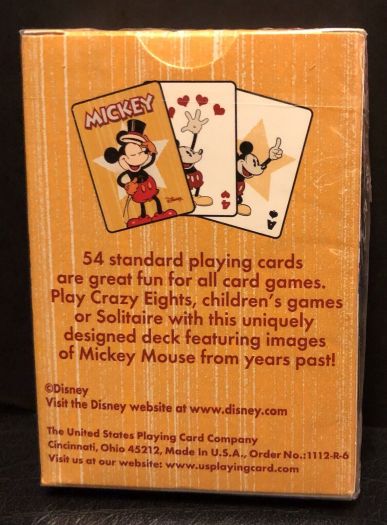 MICKEY
Disney
A
54 standard playing cards
are great fun for all card games.
Play Crazy Eights, children's games
or Solitaire with this uniquely
designed deck featuring images
of Mickey Mouse from years past!
©Disney
Visit the Disney website at www.disney.com
The United States Playing Card Company
Cincinnati, Ohio 45212, Made In U.S.A., Order No.:1112-R-6
Visit us at our website: www.usplayingcard.com